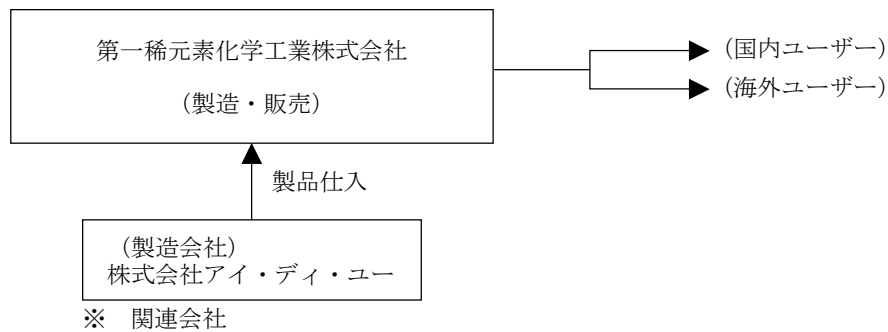 第一稀元素化学工業株式会社
（製造・販売）
（国内ユーザー）
（海外ユーザー）
製品仕入
（製造会社）
株式会社アイ・ディ・ユー
※　関連会社